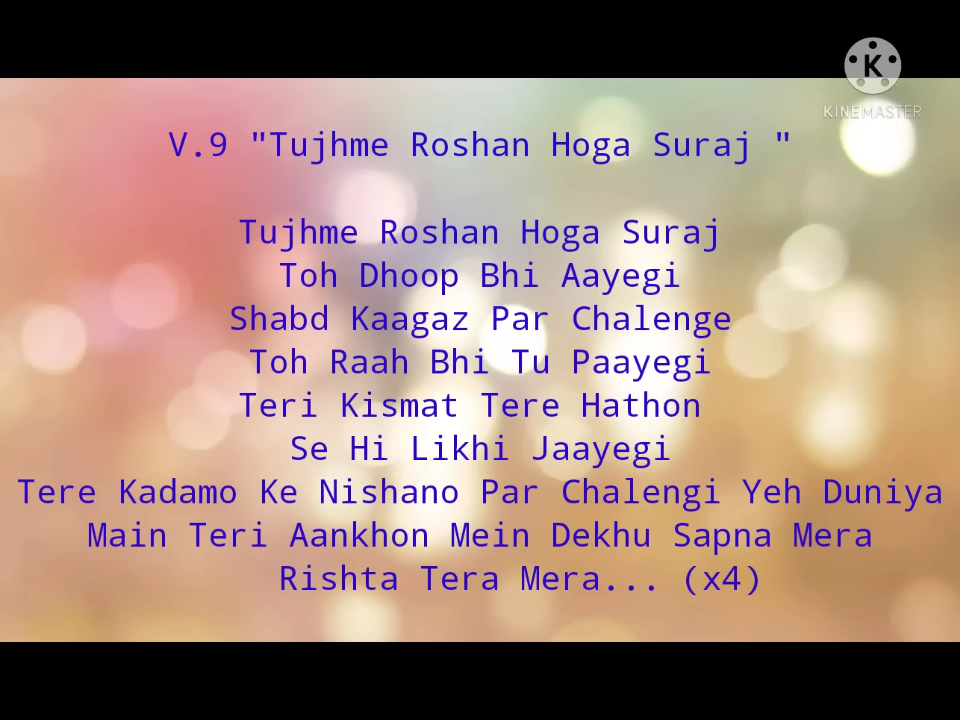 K
KINEMASTER
V.9 "Tujhme Roshan Hoga Suraj "
Tujhme Roshan Hoga Suraj
Toh Dhoop Bhi Aayegi
Shabd Kaagaz Par Chalenge
Toh Raah Bhi Tu Paayegi
Teri Kismat Tere Hathon
Se Hi Likhi Jaayegi
Tere Kadamo Ke Nishano Par Chalengi Yeh Duniya
Main Teri Aankhon Mein Dekhu Sapna Mera
Rishta Tera Mera... (x4)